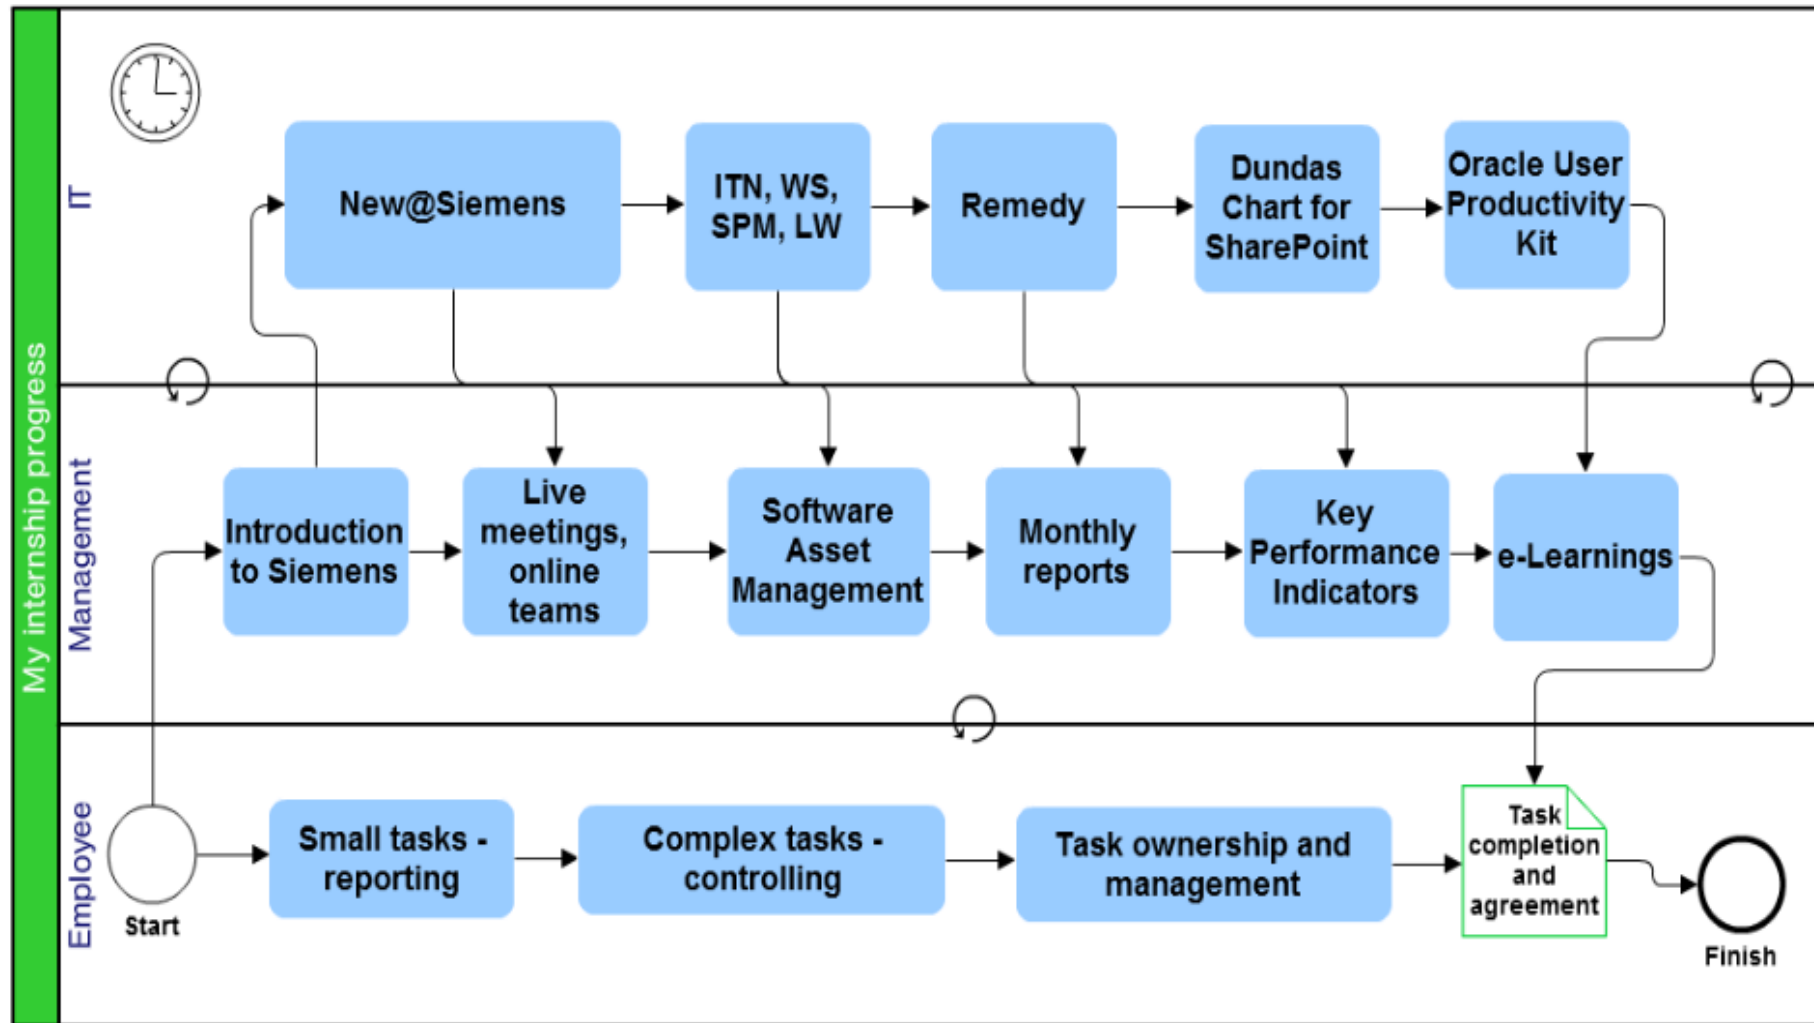 My internship progress
IT
New@Siemens
ITN, WS,
SPM, LW
Remedy
Dundas
Chart for
SharePoint
Oracle User
Productivity
Kit
Management
Introduction
to Siemens
Live
meetings,
online
teams
Software
Asset
Management
Monthly
reports
Key
Performance
Indicators
e-Learnings
Employee
Start
Small tasks -
reporting
Complex tasks -
controlling
Task ownership and
management
Task
completion
and
agreement
Finish